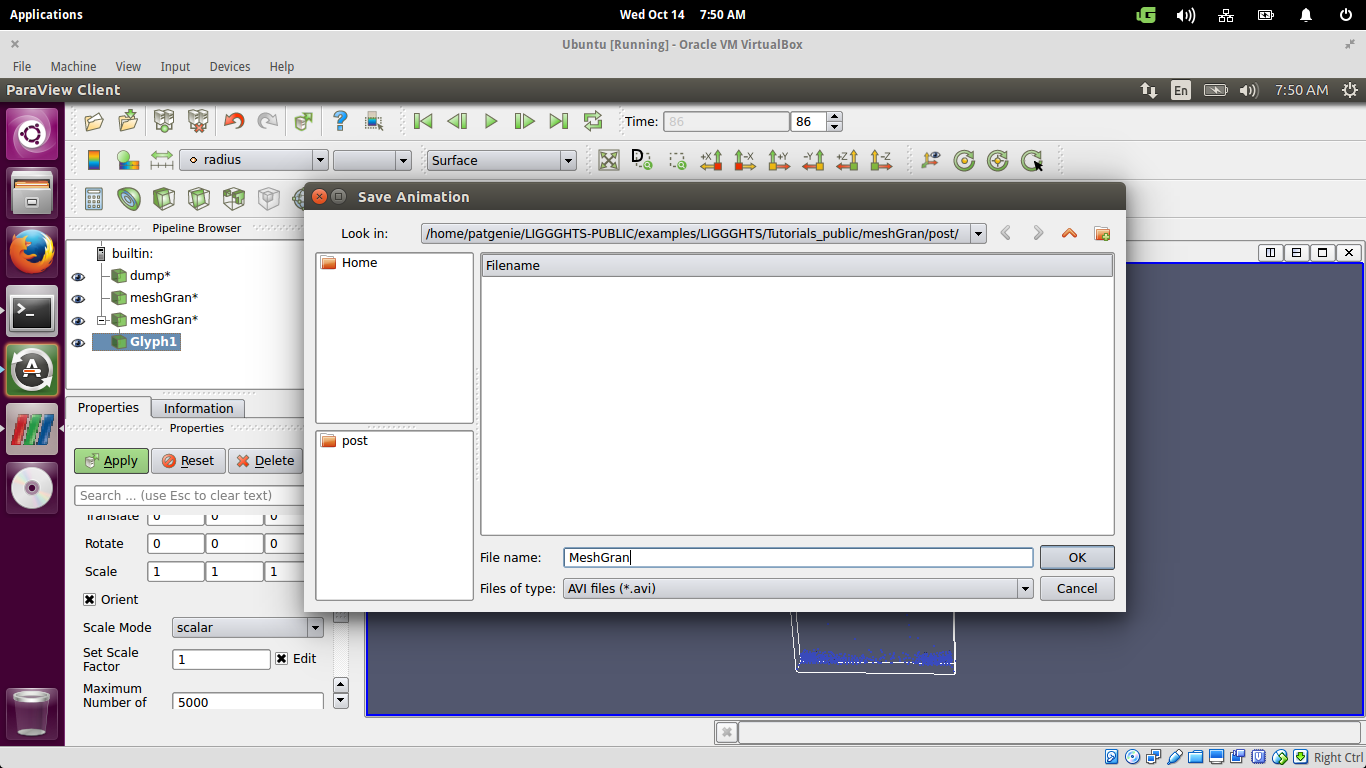 Applications
Wed Oct 14 7:50 AM
Ubuntu [Running] - Oracle VM VirtualBox
File Machine View Input Devices Help
ParaView Client
En
7:50 AM
Time: 86 86
radius
Surface
+X -X +Y -Y +Z -Z
Pipeline Browser
builtin:
dump*
meshGran*
meshGran*
Glyph1
Properties Information
Properties
Apply Reset Delete
Search ... (use Esc to clear text)
Translate 0 0 0
Rotate 0 0 0
Scale 1 1 1
Orient
Scale Mode scalar
Set Scale
Factor 1 Edit
Maximum
Number of 5000
Save Animation
Look in: /home/patgenie/LIGGGHTS-PUBLIC/examples/LIGGGHTS/Tutorials_public/meshGran/post/
Home
Filename
post
File name: MeshGran OK
Files of type: AVI files (*.avi) Cancel
Right Ctrl